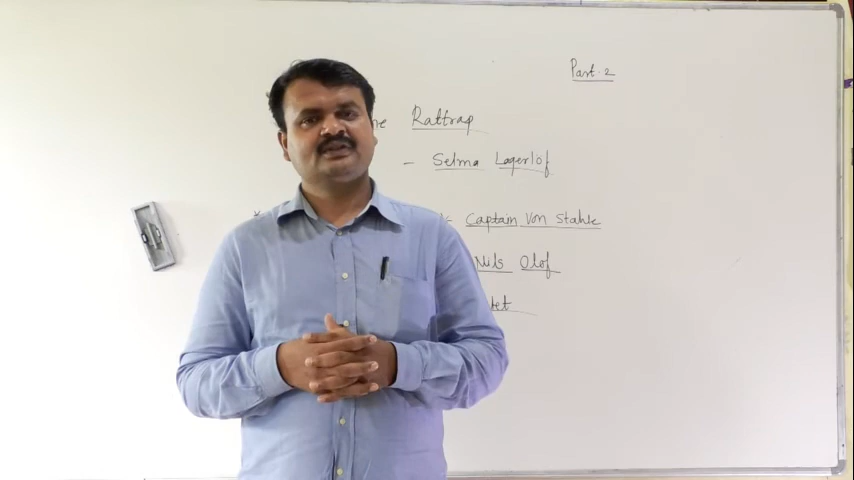 Part.2
Rattrap
- Selma Lagerlof
Captain Von Stahle
Nils Olof